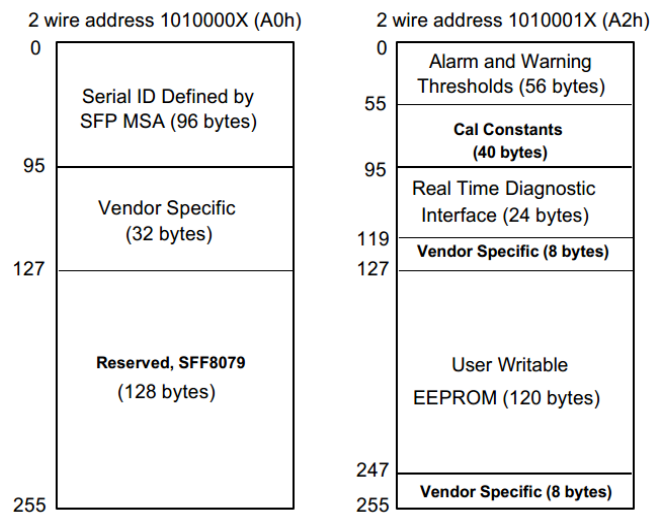 2 wire address 1010000X (A0h)
0
Serial ID Defined by
SFP MSA (96 bytes)
95
Vendor Specific
(32 bytes)
127
Reserved, SFF8079
(128 bytes)
255
2 wire address 1010001X (A2h)
0
Alarm and Warning
Thresholds (56 bytes)
55
Cal Constants
(40 bytes)
95
Real Time Diagnostic
Interface (24 bytes)
119
Vendor Specific (8 bytes)
127
User Writable
EEPROM (120 bytes)
247
Vendor Specific (8 bytes)
255